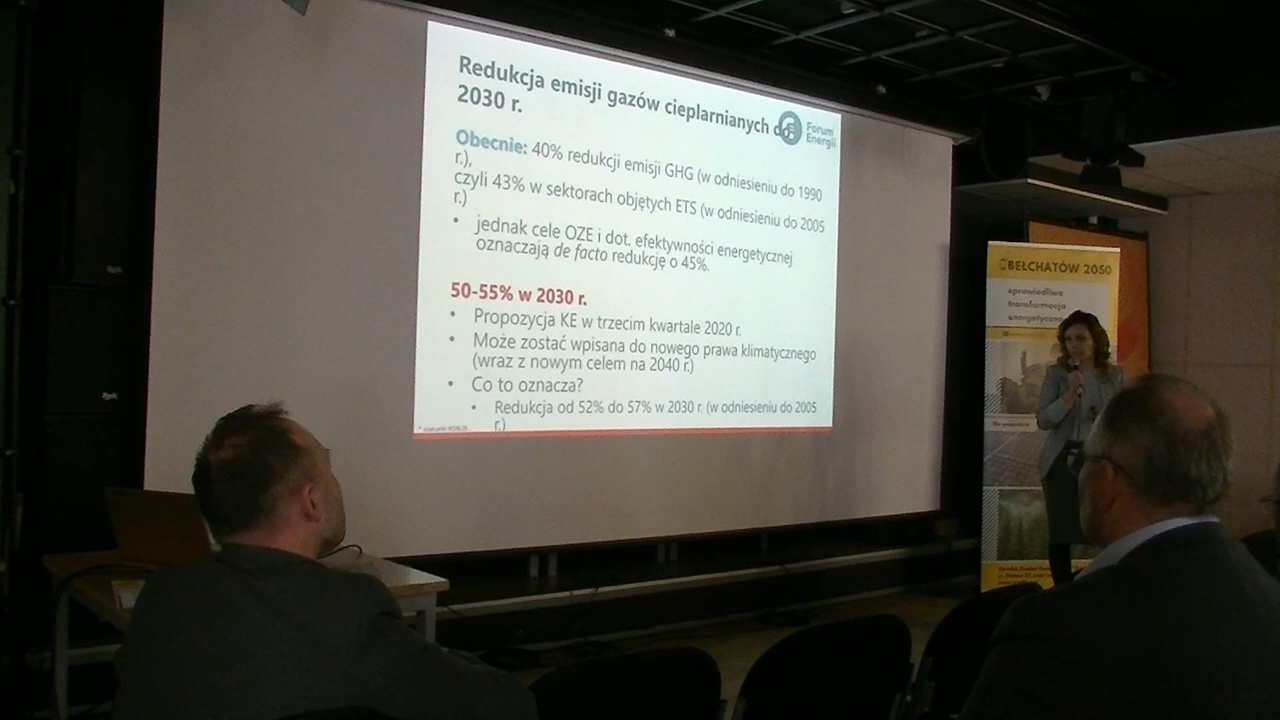 Redukcja emisji gazów cieplarnianych do
2030 r.
Forum
Energii
Obecnie: 40% redukcji emisji GHG (w odniesieniu do 1990
r.),
czyli 43% w sektorach objętych ETS (w odniesieniu do 2005
r.)
• jednak cele OZE i dot. efektywności energetycznej
oznaczają de facto redukcję o 45%.
50-55% w 2030 r.
• Propozycja KE w trzecim kwartale 2020 r.
• Może zostać wpisana do nowego prawa klimatycznego
(wraz z nowym celem na 2040 r.)
• Co to oznacza?
• Redukcja od 52% do 57% w 2030 r. (w odniesieniu do 2005
r.)
BEŁCHATÓW 2050
sprawiedliwa
transformacja
energetyczna